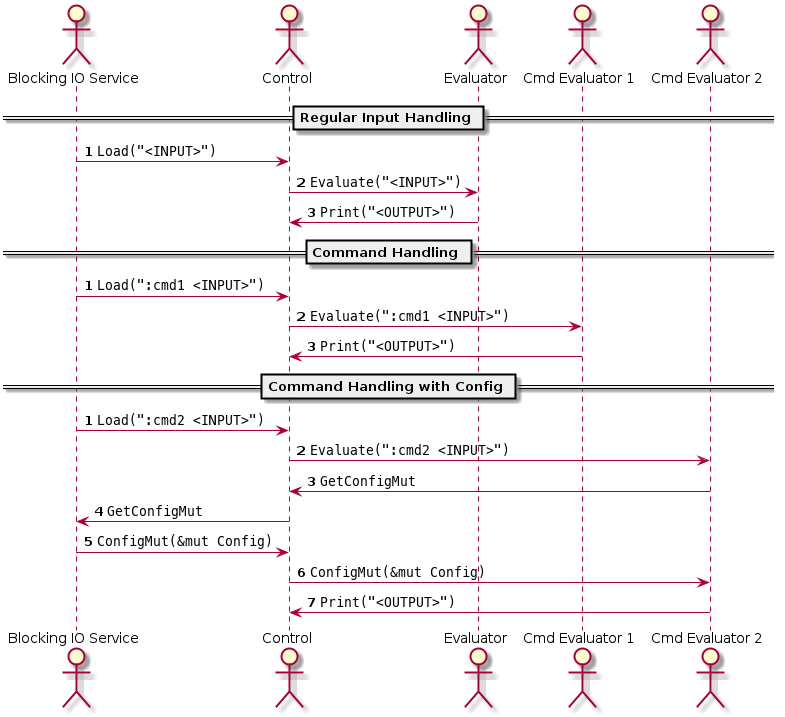 Blocking IO Service Control Evaluator Cmd Evaluator 1 Cmd Evaluator 2
Regular Input Handling
1 Load("<INPUT>")
2 Evaluate("<INPUT>")
3 Print("<OUTPUT>")
Command Handling
1 Load(":cmd1 <INPUT>")
2 Evaluate(":cmd1 <INPUT>")
3 Print("<OUTPUT>")
Command Handling with Config
1 Load(":cmd2 <INPUT>")
2 Evaluate(":cmd2 <INPUT>")
3 GetConfigMut
4 GetConfigMut
5 ConfigMut(&mut Config)
6 ConfigMut(&mut Config)
7 Print("<OUTPUT>")
Blocking IO Service Control Evaluator Cmd Evaluator 1 Cmd Evaluator 2